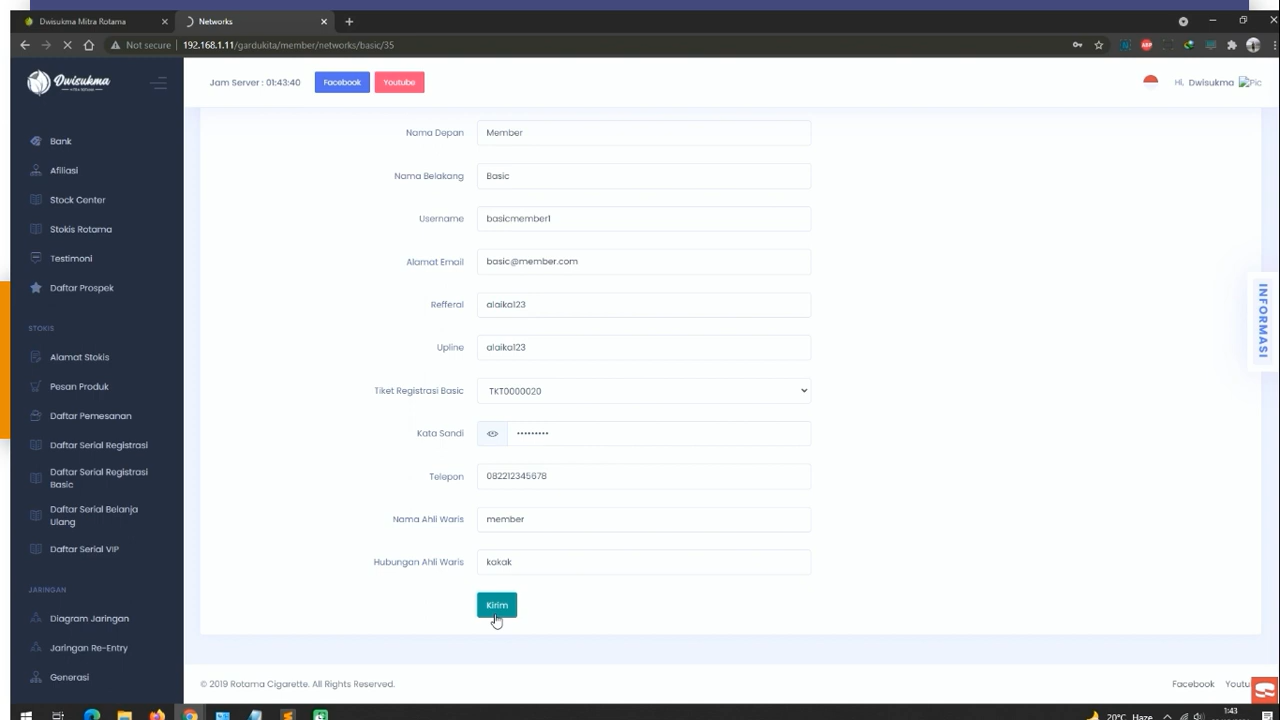 Dwisukma Mitra Rotama
Networks
Not secure
192.168.1.11/gardukita/member/networks/basic/35
Dwisukma
Jam Server : 01:43:40
Facebook
Youtube
Hi, Dwisukma
Pic
Bank
Afiliasi
Stock Center
Stokis Rotama
Testimoni
Daftar Prospek
STOKIS
Alamat Stokis
Pesan Produk
Daftar Pemesanan
Daftar Serial Registrasi
Daftar Serial Registrasi
Basic
Daftar Serial Belanja
Ulang
Daftar Serial VIP
JARINGAN
Diagram Jaringan
Jaringan Re-Entry
Generasi
Nama Depan
Member
Nama Belakang
Basic
Username
basicmember1
Alamat Email
basic@member.com
Refferal
alaika123
Upline
alaika123
Tiket Registrasi Basic
TKT0000020
Kata Sandi
•••••••••
Telepon
082212345678
Nama Ahli Waris
member
Hubungan Ahli Waris
kakak
Kirim
INFORMASI
© 2019 Rotama Cigarette. All Rights Reserved.
Facebook
Youtu
20°C Haze
1:43